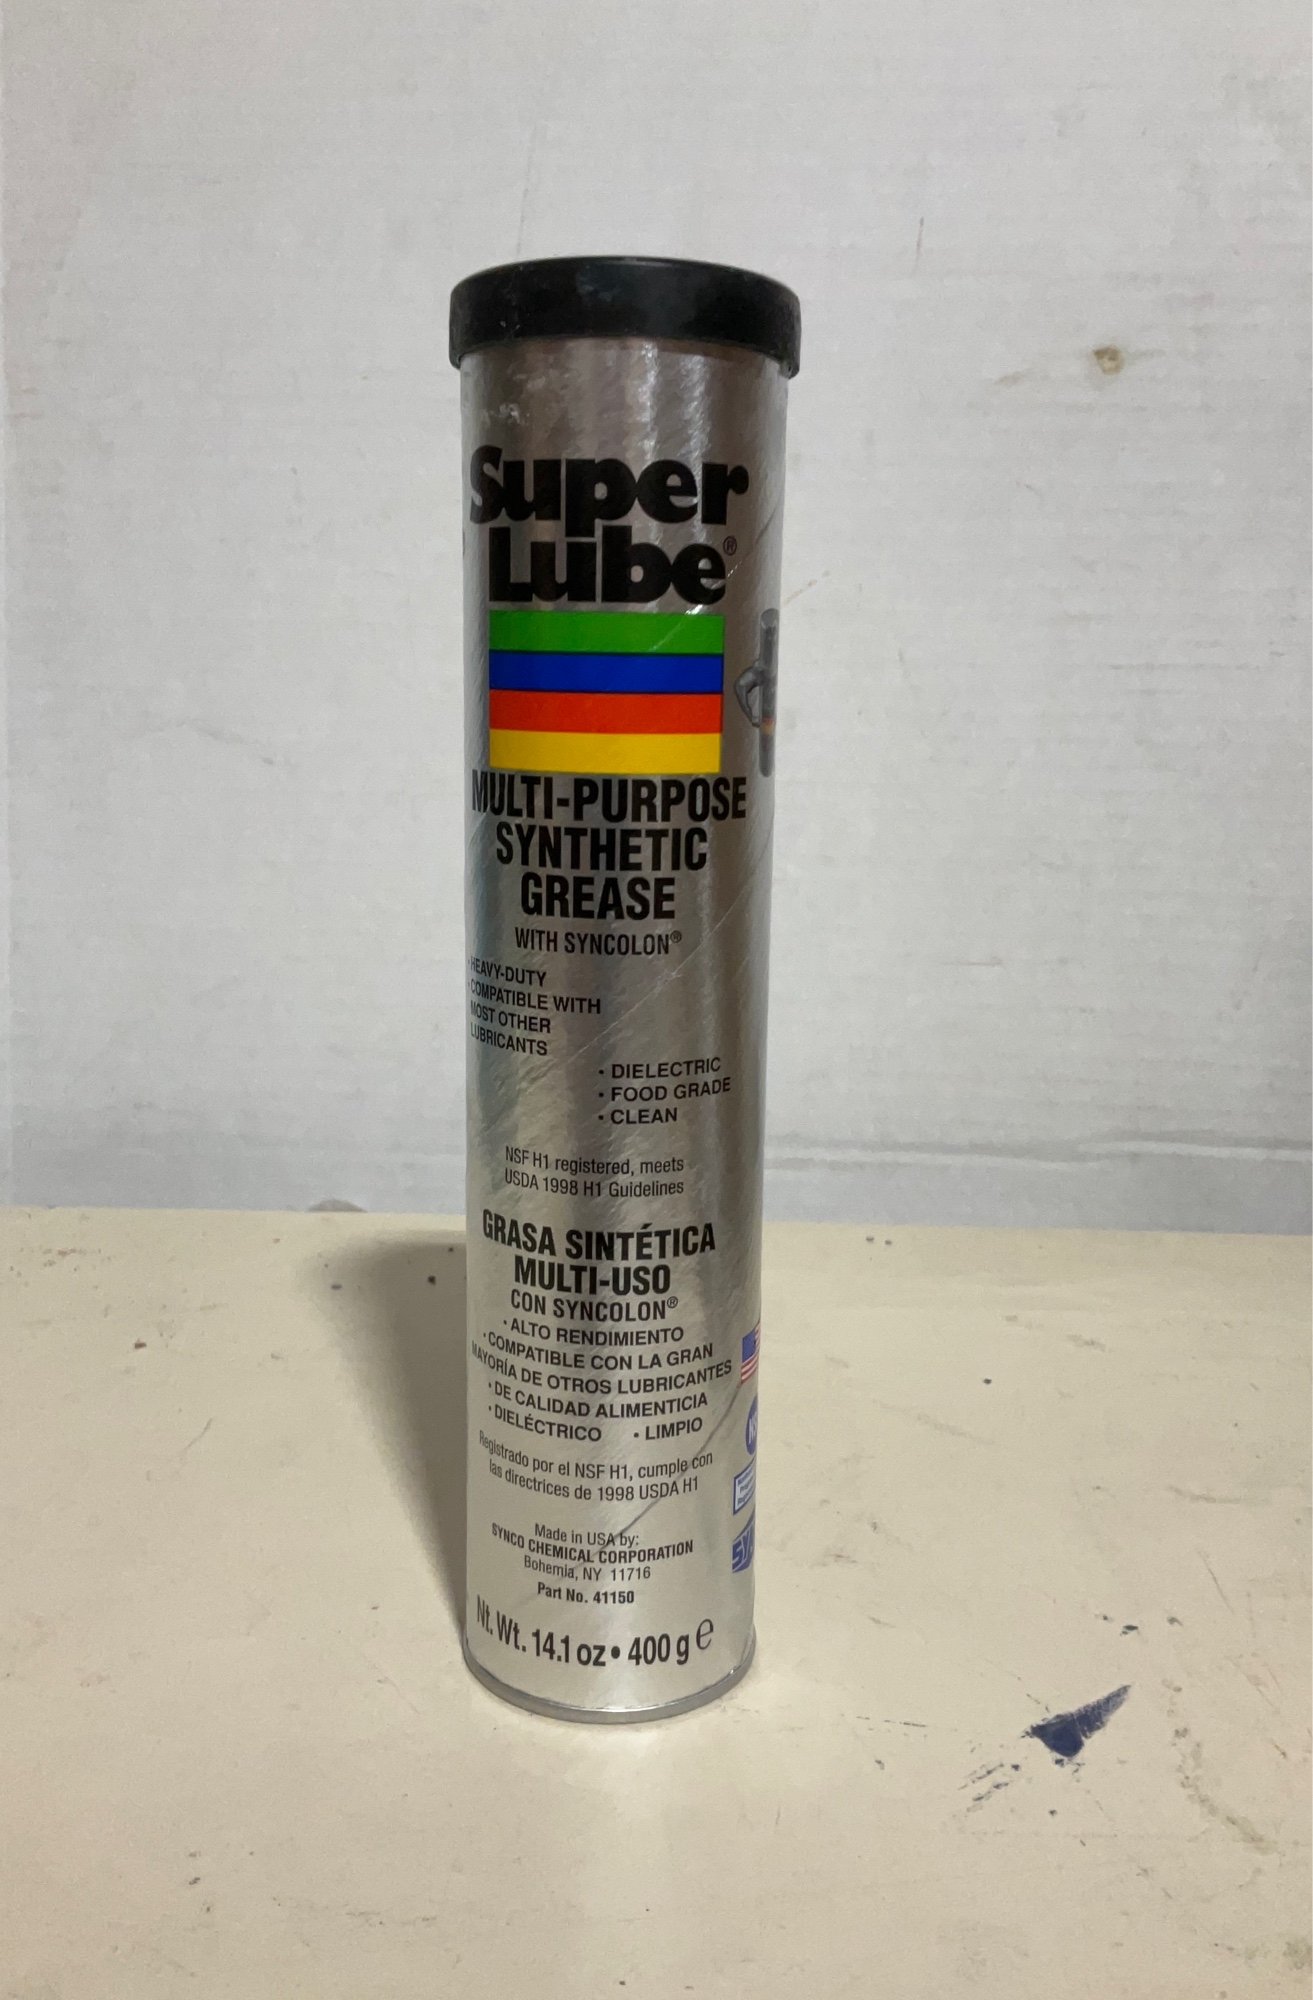 Super
Lube®
MULTI-PURPOSE
SYNTHETIC
GREASE
WITH SYNCOLON®
• HEAVY-DUTY
• COMPATIBLE WITH
MOST OTHER
LUBRICANTS
• DIELECTRIC
• FOOD GRADE
• CLEAN
NSF H1 registered, meets
USDA 1998 H1 Guidelines
GRASA SINTÉTICA
MULTI-USO
CON SYNCOLON®
• ALTO RENDIMIENTO
• COMPATIBLE CON LA GRAN
MAYORÍA DE OTROS LUBRICANTES
• DE CALIDAD ALIMENTICIA
• DIELÉCTRICO • LIMPIO
Registrado por el NSF H1, cumple con
las directrices de 1998 USDA H1
Made in USA by:
SYNCO CHEMICAL CORPORATION
Bohemia, NY 11716
Part No. 41150
Nt. Wt. 14.1 oz • 400 g e